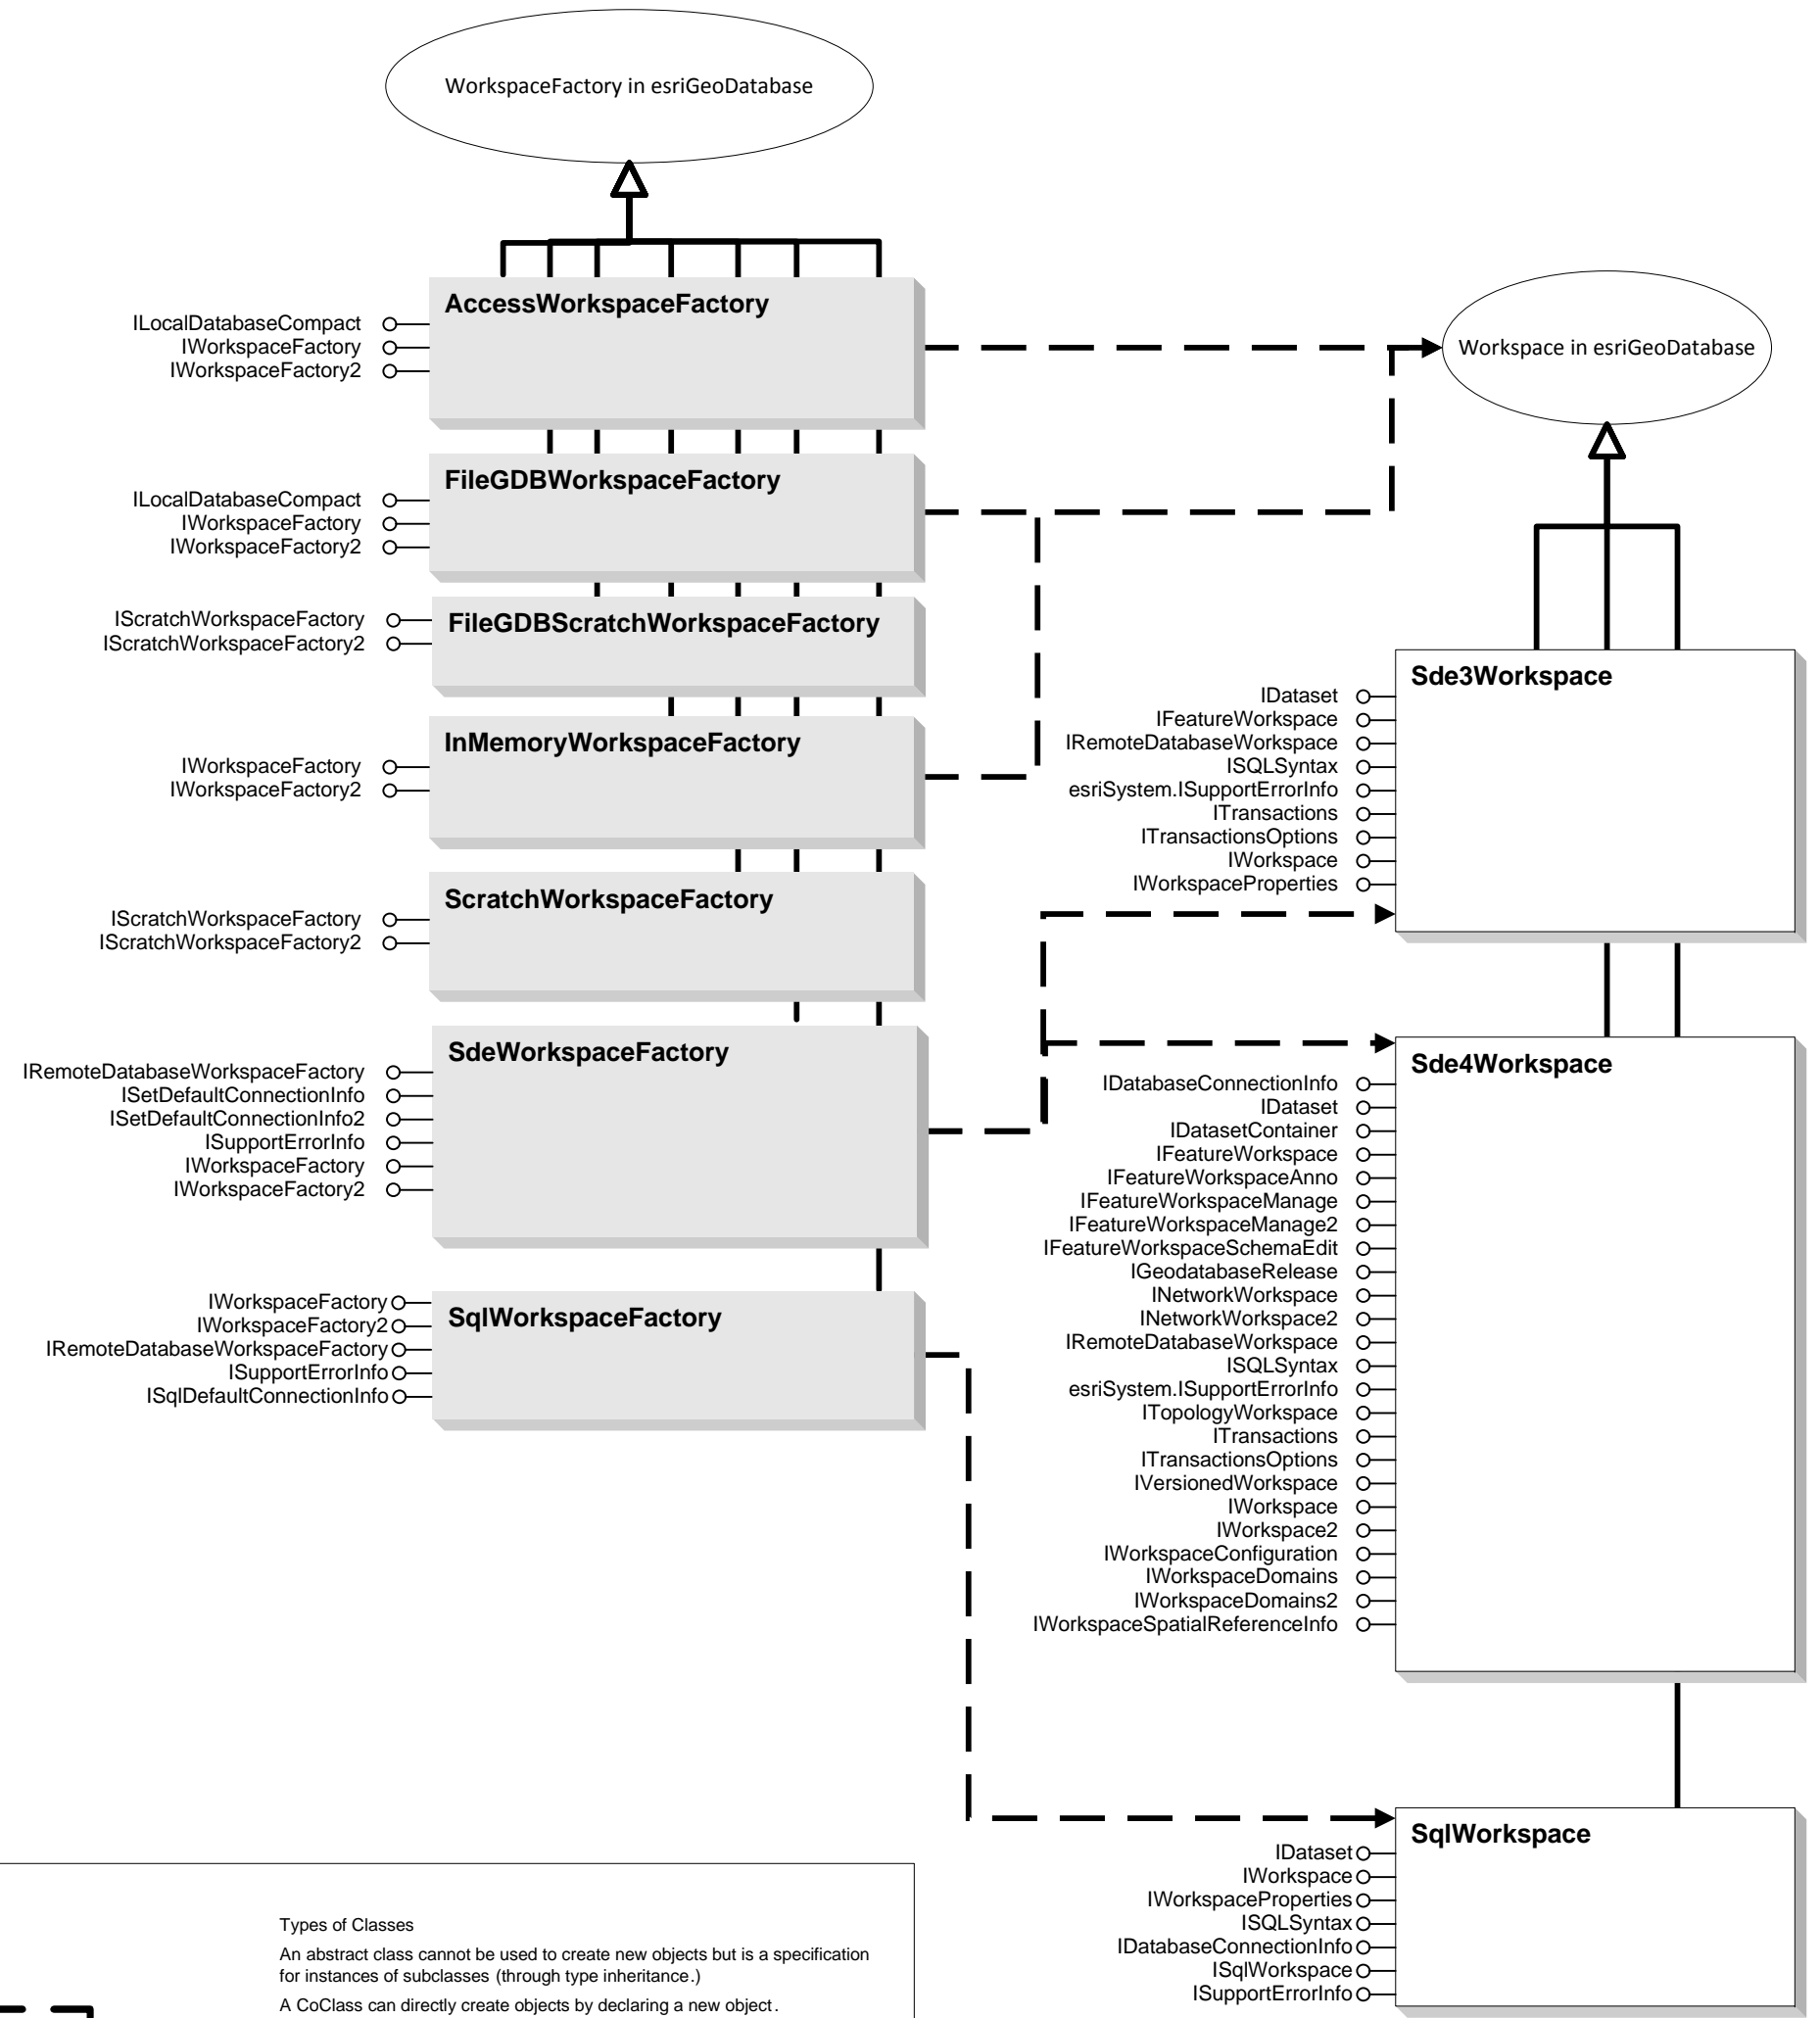 WorkspaceFactory in esriGeoDatabase
AccessWorkspaceFactory
ILocalDatabaseCompact
IWorkspaceFactory
IWorkspaceFactory2
FileGDBWorkspaceFactory
ILocalDatabaseCompact
IWorkspaceFactory
IWorkspaceFactory2
FileGDBScratchWorkspaceFactory
IScratchWorkspaceFactory
IScratchWorkspaceFactory2
InMemoryWorkspaceFactory
IWorkspaceFactory
IWorkspaceFactory2
ScratchWorkspaceFactory
IScratchWorkspaceFactory
IScratchWorkspaceFactory2
SdeWorkspaceFactory
IRemoteDatabaseWorkspaceFactory
ISetDefaultConnectionInfo
ISetDefaultConnectionInfo2
ISupportErrorInfo
IWorkspaceFactory
IWorkspaceFactory2
SqlWorkspaceFactory
IWorkspaceFactory
IWorkspaceFactory2
IRemoteDatabaseWorkspaceFactory
ISupportErrorInfo
ISqlDefaultConnectionInfo
Workspace in esriGeoDatabase
Sde3Workspace
IDataset
IFeatureWorkspace
IRemoteDatabaseWorkspace
ISQLSyntax
esriSystem.ISupportErrorInfo
ITransactions
ITransactionsOptions
IWorkspace
IWorkspaceProperties
Sde4Workspace
IDatabaseConnectionInfo
IDataset
IDatasetContainer
IFeatureWorkspace
IFeatureWorkspaceAnno
IFeatureWorkspaceManage
IFeatureWorkspaceManage2
IFeatureWorkspaceSchemaEdit
IGeodatabaseRelease
INetworkWorkspace
INetworkWorkspace2
IRemoteDatabaseWorkspace
ISQLSyntax
esriSystem.ISupportErrorInfo
ITopologyWorkspace
ITransactions
ITransactionsOptions
IVersionedWorkspace
IWorkspace
IWorkspace2
IWorkspaceConfiguration
IWorkspaceDomains
IWorkspaceDomains2
IWorkspaceSpatialReferenceInfo
SqlWorkspace
IDataset
IWorkspace
IWorkspaceProperties
ISQLSyntax
IDatabaseConnectionInfo
ISqlWorkspace
ISupportErrorInfo
Types of Classes
An abstract class cannot be used to create new objects but is a specification
for instances of subclasses (through type inheritance.)
A CoClass can directly create objects by declaring a new object.